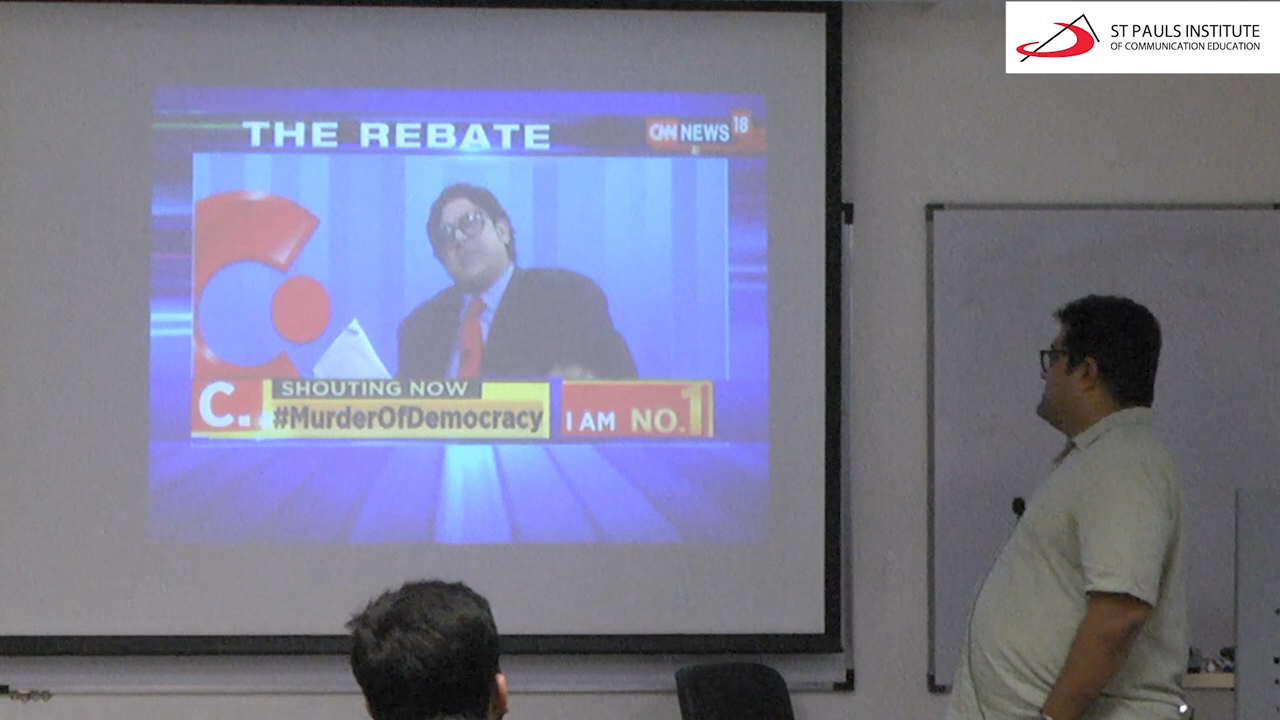 ST PAULS INSTITUTE
OF COMMUNICATION EDUCATION
THE REBATE
CNN NEWS 18
SHOUTING NOW
C. #MurderOfDemocracy
I AM NO.1